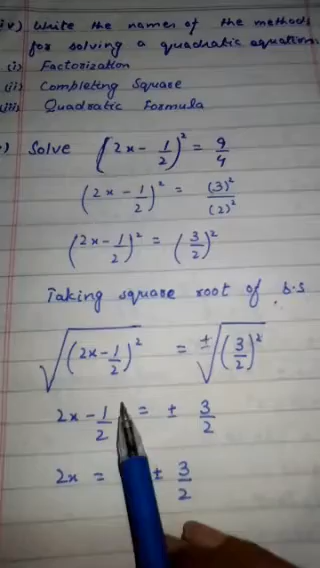 iv) Write the names of the methods
for solving a quadratic equation.
(i) Factorization
(ii) Completing Square
(iii) Quadratic Formula
) Solve (2x - 1/2)² = 9/4
(2x - 1/2)² = (3)²/(2)²
(2x - 1/2)² = (3/2)²
Taking square root of b.s
√(2x - 1/2)² = ±√(3/2)²
2x - 1/2 = ± 3/2
2x = ± 3/2